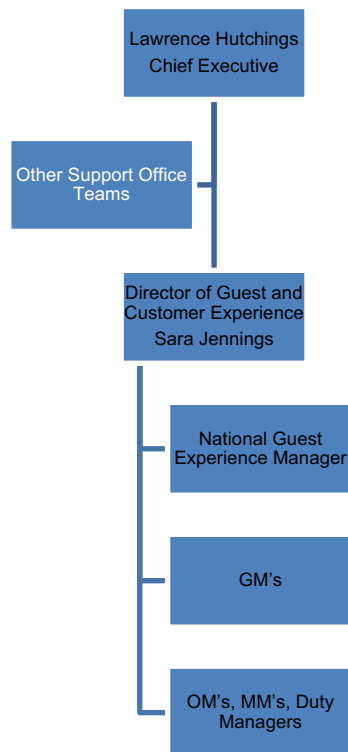 Lawrence Hutchings
Chief Executive
Other Support Office
Teams
Director of Guest and
Customer Experience
Sara Jennings
National Guest
Experience Manager
GM’s
OM’s, MM’s, Duty
Managers